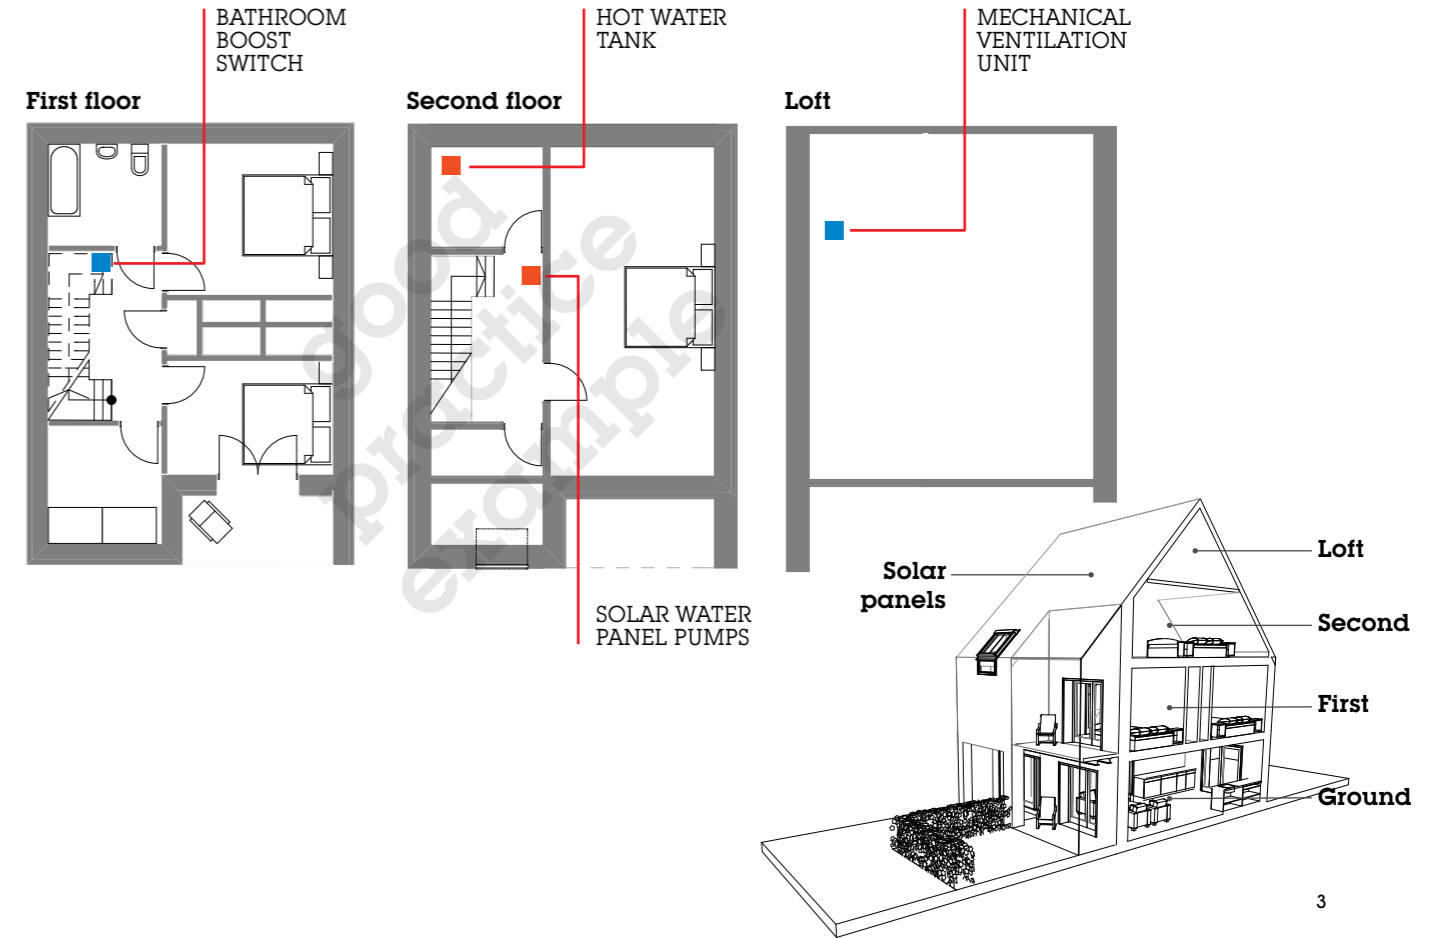 BATHROOM
BOOST
SWITCH
HOT WATER
TANK
MECHANICAL
VENTILATION
UNIT
First floor
Second floor
Loft
good
practice
example
SOLAR WATER
PANEL PUMPS
Solar
panels
Loft
Second
First
Ground
3